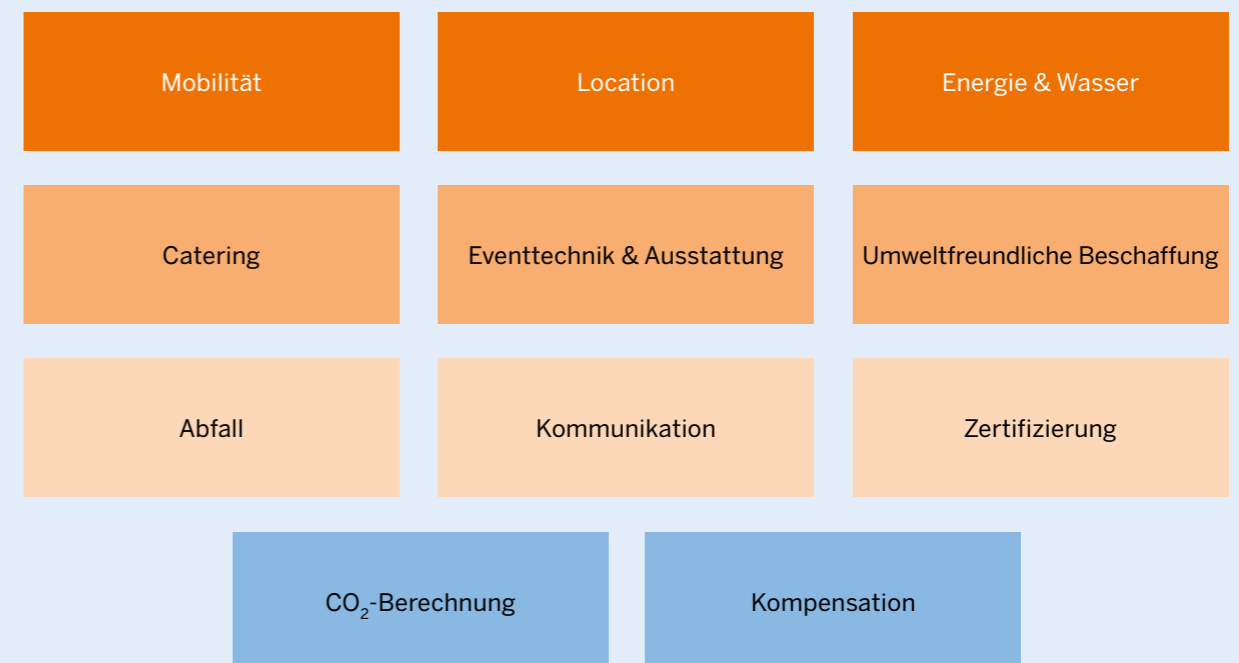 Mobilität
Location
Energie & Wasser
Catering
Eventtechnik & Ausstattung
Umweltfreundliche Beschaffung
Abfall
Kommunikation
Zertifizierung
CO₂-Berechnung
Kompensation